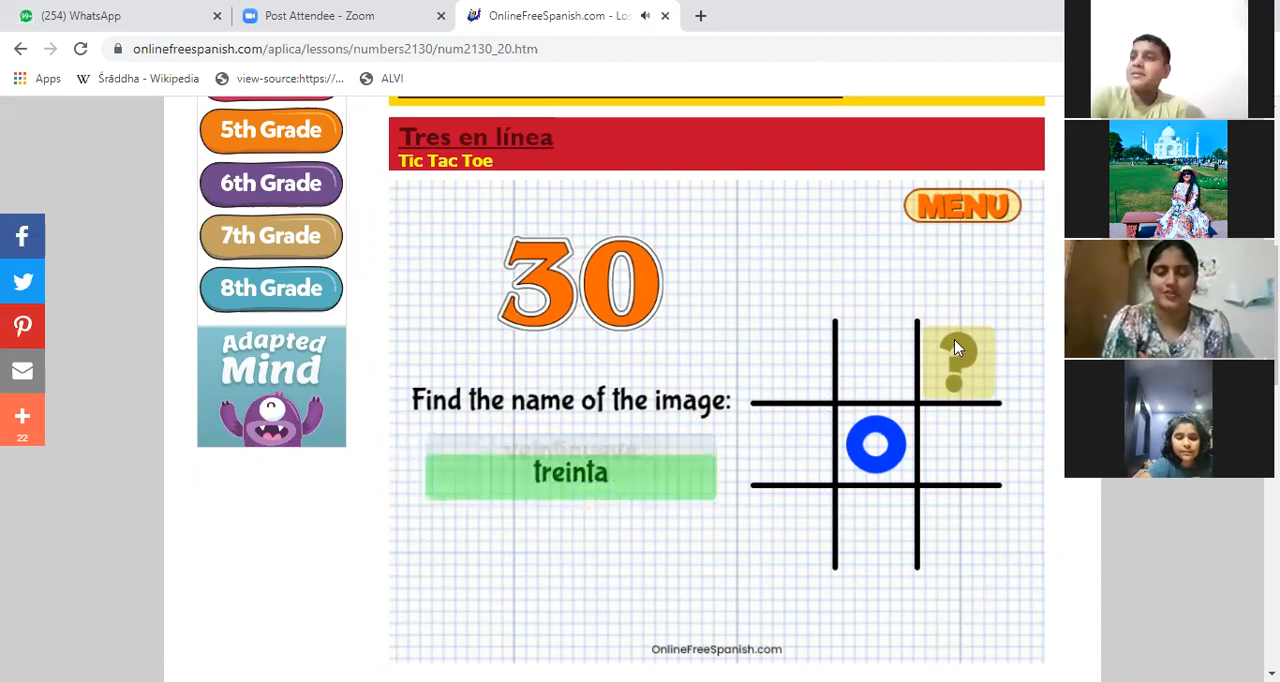 (254) WhatsApp
Post Attendee - Zoom
OnlineFreeSpanish.com - Los
onlinefreespanish.com/aplica/lessons/numbers2130/num2130_20.htm
Apps
Śrāddha - Wikipedia
view-source:https://...
ALVI
5th Grade
6th Grade
7th Grade
8th Grade
Adapted
Mind
22
Tres en línea
Tic Tac Toe
MENU
30
?
Find the name of the image:
treinta
OnlineFreeSpanish.com